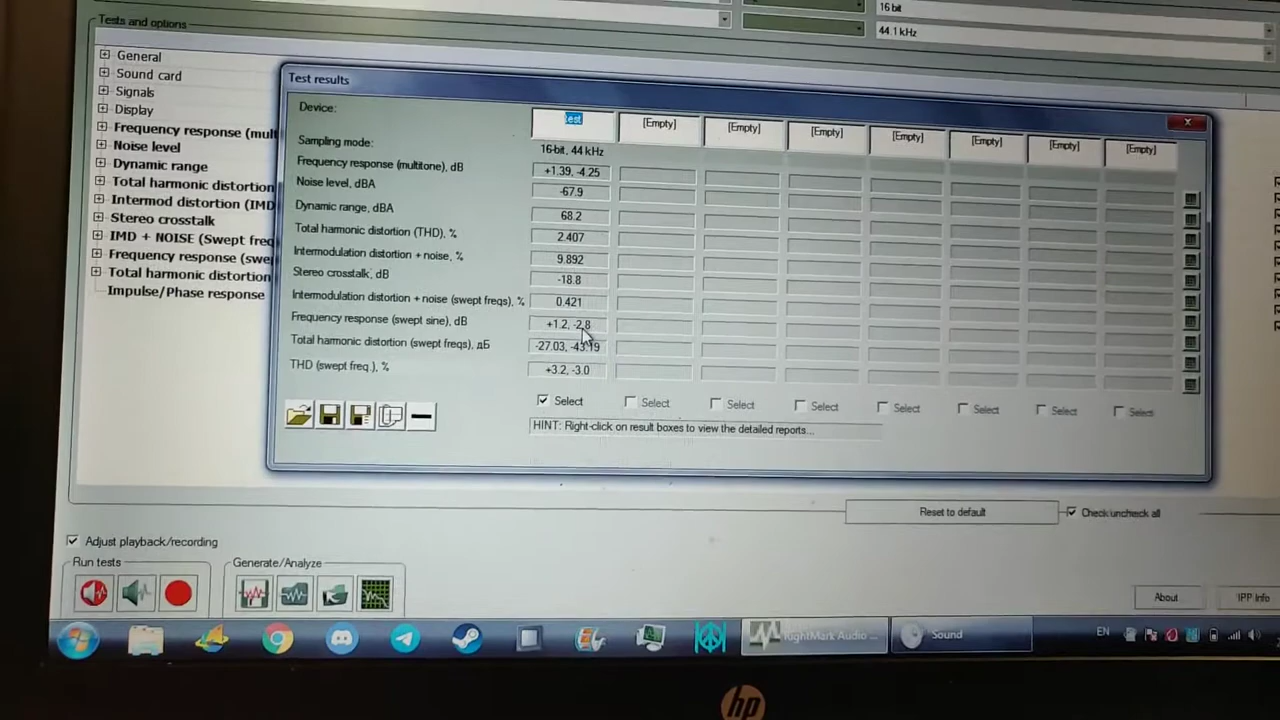 16 bit
44.1 kHz
Tests and options
General
Sound card
Signals
Display
Frequency response (mult
Noise level
Dynamic range
Total harmonic distortion
Intermod distortion (IMD
Stereo crosstalk
IMD + NOISE (Swept freq
Frequency response (swe
Total harmonic distortion
Impulse/Phase response
Test results
Device:
test
[Empty]
[Empty]
[Empty]
[Empty]
[Empty]
[Empty]
[Empty]
Sampling mode:
16-bit, 44 kHz
Frequency response (multitone), dB
+1.39, -4.25
Noise level, dBA
-67.9
Dynamic range, dBA
68.2
Total harmonic distortion (THD), %
2.407
Intermodulation distortion + noise, %
9.892
Stereo crosstalk, dB
-18.8
Intermodulation distortion + noise (swept freqs), %
0.421
Frequency response (swept sine), dB
+1.2, -2.8
Total harmonic distortion (swept freqs), дБ
-27.03, -43.19
THD (swept freq.), %
+3.2, -3.0
Select
Select
Select
Select
Select
Select
Select
Select
HINT: Right-click on result boxes to view the detailed reports...
Reset to default
Check/uncheck all
Adjust playback/recording
Run tests
Generate/Analyze
About
IPP Info
RightMark Audio ...
Sound
EN
hp